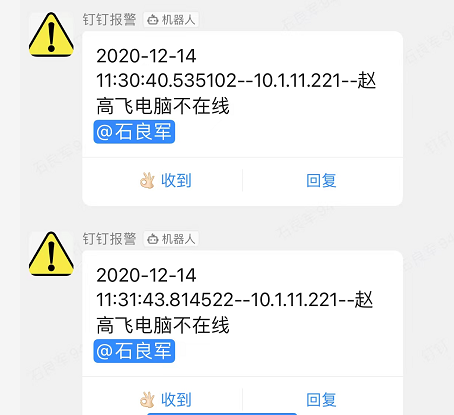 钉钉报警 机器人
2020-12-14
11:30:40.535102--10.1.11.221--赵
高飞电脑不在线
@石良军
收到 回复
钉钉报警 机器人
2020-12-14
11:31:43.814522--10.1.11.221--赵
高飞电脑不在线
@石良军
收到 回复